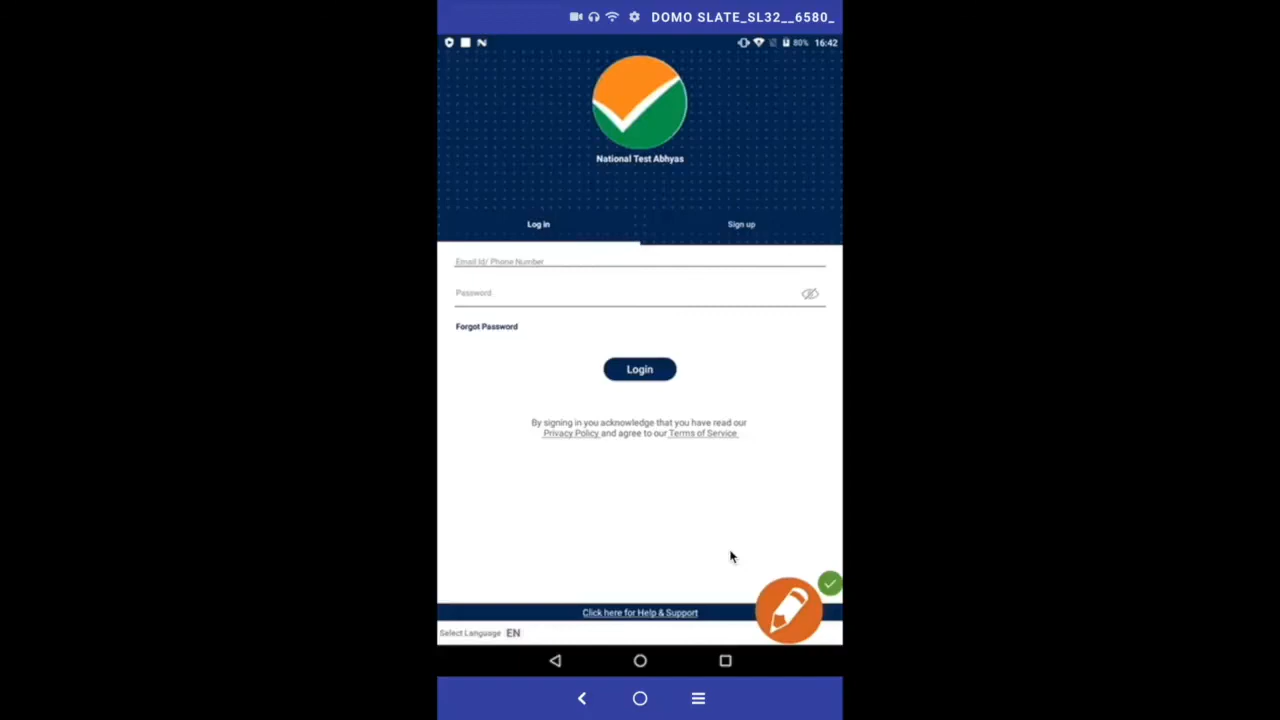 DOMO SLATE_SL32__6580_
80% 16:42
National Test Abhyas
Log in
Sign up
Email Id/ Phone Number
Password
Forgot Password
Login
By signing in you acknowledge that you have read our
Privacy Policy and agree to our Terms of Service.
Click here for Help & Support
Select Language EN